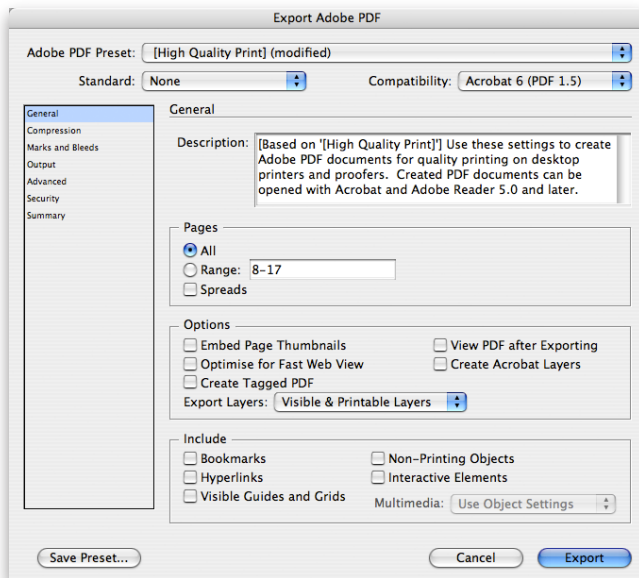 Export Adobe PDF
Adobe PDF Preset: [High Quality Print] (modified)
Standard: None Compatibility: Acrobat 6 (PDF 1.5)
General
Compression
Marks and Bleeds
Output
Advanced
Security
Summary
General
Description: [Based on '[High Quality Print]'] Use these settings to create
Adobe PDF documents for quality printing on desktop
printers and proofers. Created PDF documents can be
opened with Acrobat and Adobe Reader 5.0 and later.
Pages
All
Range: 8-17
Spreads
Options
Embed Page Thumbnails View PDF after Exporting
Optimise for Fast Web View Create Acrobat Layers
Create Tagged PDF
Export Layers: Visible & Printable Layers
Include
Bookmarks Non-Printing Objects
Hyperlinks Interactive Elements
Visible Guides and Grids Multimedia: Use Object Settings
Save Preset... Cancel Export